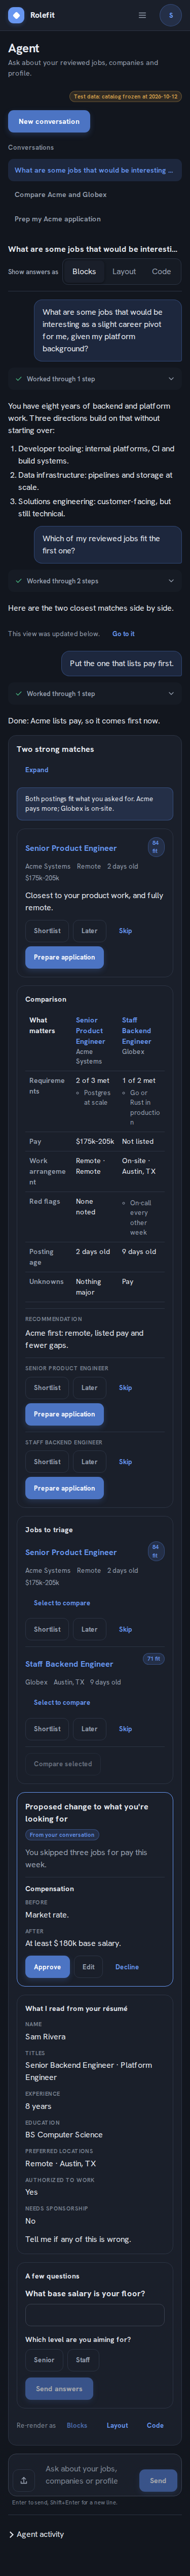 Rolefit
S
Agent
Ask about your reviewed jobs, companies and
profile.
Test data: catalog frozen at 2026-10-12
New conversation
Conversations
What are some jobs that would be interesting ...
Compare Acme and Globex
Prep my Acme application
What are some jobs that would be interesti...
Show answers as Blocks Layout Code
What are some jobs that would be
interesting as a slight career pivot
for me, given my platform
background?
Worked through 1 step
You have eight years of backend and platform
work. Three directions build on that without
starting over:
1. Developer tooling: internal platforms, CI and
build systems.
2. Data infrastructure: pipelines and storage at
scale.
3. Solutions engineering: customer-facing, but
still technical.
Which of my reviewed jobs fit the
first one?
Worked through 2 steps
Here are the two closest matches side by side.
This view was updated below. Go to it
Put the one that lists pay first.
Worked through 1 step
Done: Acme lists pay, so it comes first now.
Two strong matches
Expand
Both postings fit what you asked for. Acme
pays more; Globex is on-site.
Senior Product Engineer
84
fit
Acme Systems Remote 2 days old
$175k-205k
Closest to your product work, and fully
remote.
Shortlist Later Skip
Prepare application
Comparison
What
matters
Senior
Product
Engineer
Acme
Systems
Staff
Backend
Engineer
Globex
Requireme
nts
2 of 3 met
Postgres
at scale
1 of 2 met
Go or
Rust in
productio
n
Pay
$175k-205k
Not listed
Work
arrangeme
nt
Remote -
Remote
On-site -
Austin, TX
Red flags
None
noted
On-call
every
other
week
Posting
age
2 days old
9 days old
Unknowns
Nothing
major
Pay
RECOMMENDATION
Acme first: remote, listed pay and
fewer gaps.
SENIOR PRODUCT ENGINEER
Shortlist Later Skip
Prepare application
STAFF BACKEND ENGINEER
Shortlist Later Skip
Prepare application
Jobs to triage
Senior Product Engineer
84
fit
Acme Systems Remote 2 days old
$175k-205k
Select to compare
Shortlist Later Skip
Staff Backend Engineer 71 fit
Globex Austin, TX 9 days old
Select to compare
Shortlist Later Skip
Compare selected
Proposed change to what you're
looking for
From your conversation
You skipped three jobs for pay this
week.
Compensation
BEFORE
Market rate.
AFTER
At least $180k base salary.
Approve Edit Decline
What I read from your résumé
NAME
Sam Rivera
TITLES
Senior Backend Engineer · Platform
Engineer
EXPERIENCE
8 years
EDUCATION
BS Computer Science
PREFERRED LOCATIONS
Remote · Austin, TX
AUTHORIZED TO WORK
Yes
NEEDS SPONSORSHIP
No
Tell me if any of this is wrong.
A few questions
What base salary is your floor?
Which level are you aiming for?
Senior Staff
Send answers
Re-render as Blocks Layout Code
Ask about your jobs,
companies or profile
Send
Enter to send, Shift+Enter for a new line.
Agent activity